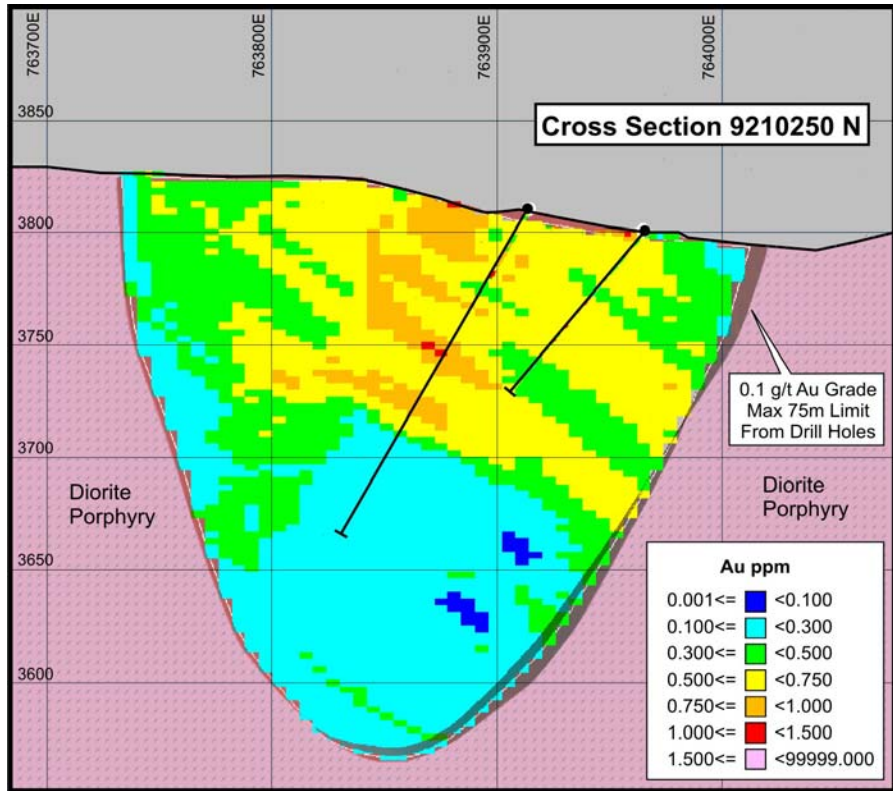 763700E
763800E
763900E
764000E
3850
Cross Section 9210250 N
3800
3750
0.1 g/t Au Grade
Max 75m Limit
From Drill Holes
3700
Diorite
Porphyry
Diorite
Porphyry
3650
3600
Au ppm
0.001<= <0.100
0.100<= <0.300
0.300<= <0.500
0.500<= <0.750
0.750<= <1.000
1.000<= <1.500
1.500<= <99999.000